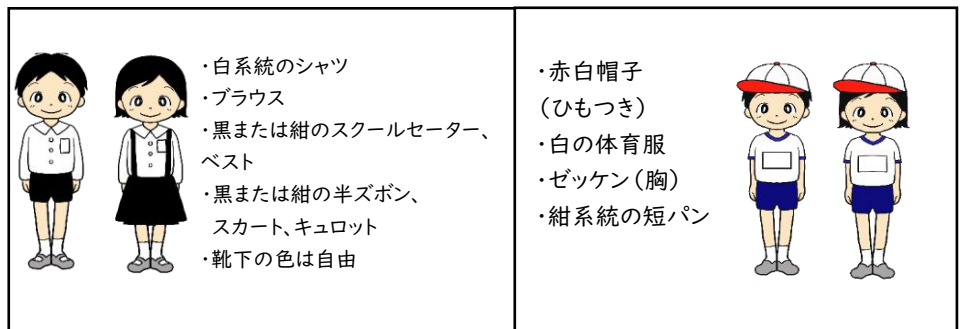 ・白系統のシャツ
・ブラウス
・黒または紺のスクールセーター、
ベスト
・黒または紺の半ズボン、
スカート、キュロット
・靴下の色は自由
・赤白帽子
（ひもつき）
・白の体育服
・ゼッケン（胸）
・紺系統の短パン